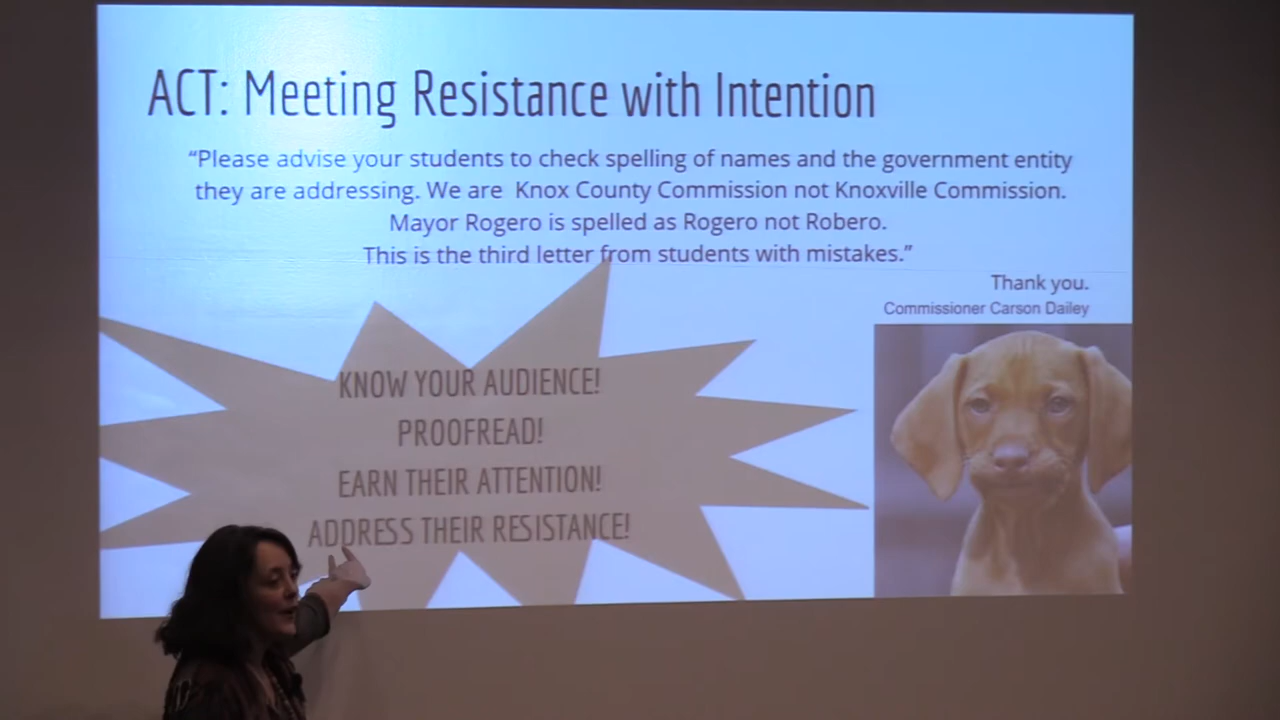 ACT: Meeting Resistance with Intention
“Please advise your students to check spelling of names and the government entity
they are addressing. We are Knox County Commission not Knoxville Commission.
Mayor Rogero is spelled as Rogero not Robero.
This is the third letter from students with mistakes.”
Thank you.
Commissioner Carson Dailey
KNOW YOUR AUDIENCE!
PROOFREAD!
EARN THEIR ATTENTION!
ADDRESS THEIR RESISTANCE!